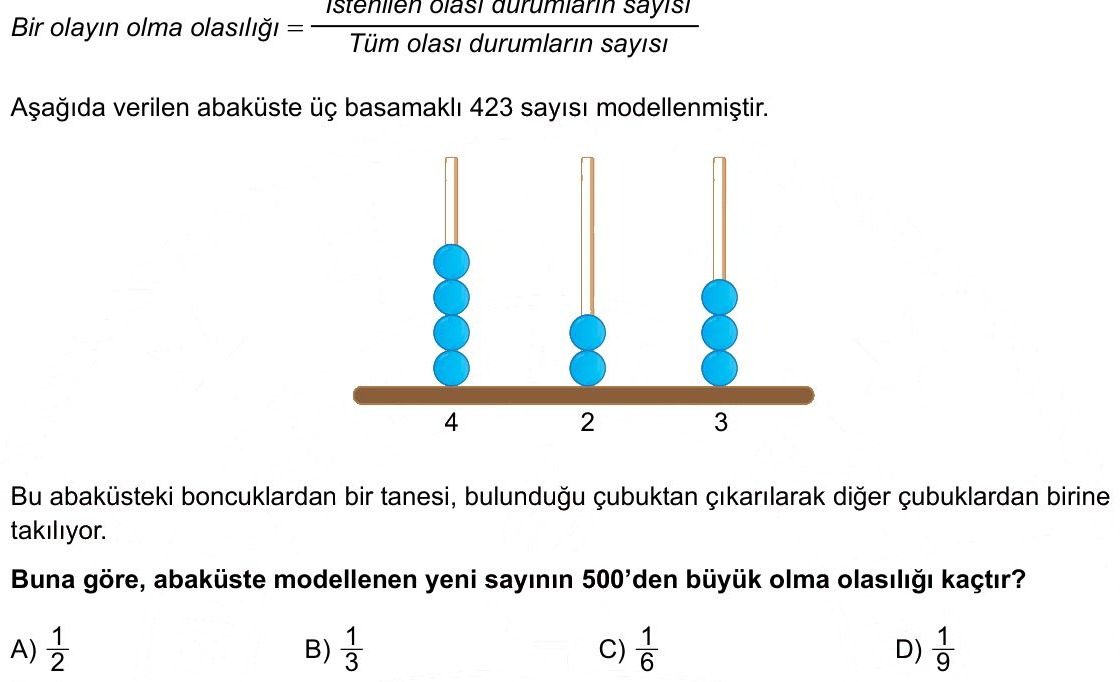 İstenilen olası durumların sayısı
Bir olayın olma olasılığı =
Tüm olası durumların sayısı
Aşağıda verilen abaküste üç basamaklı 423 sayısı modellenmiştir.
4 2 3
Bu abaküsteki boncuklardan bir tanesi, bulunduğu çubuktan çıkarılarak diğer çubuklardan birine
takılıyor.
Buna göre, abaküste modellenen yeni sayının 500’den büyük olma olasılığı kaçtır?
A) 1/2 B) 1/3 C) 1/6 D) 1/9